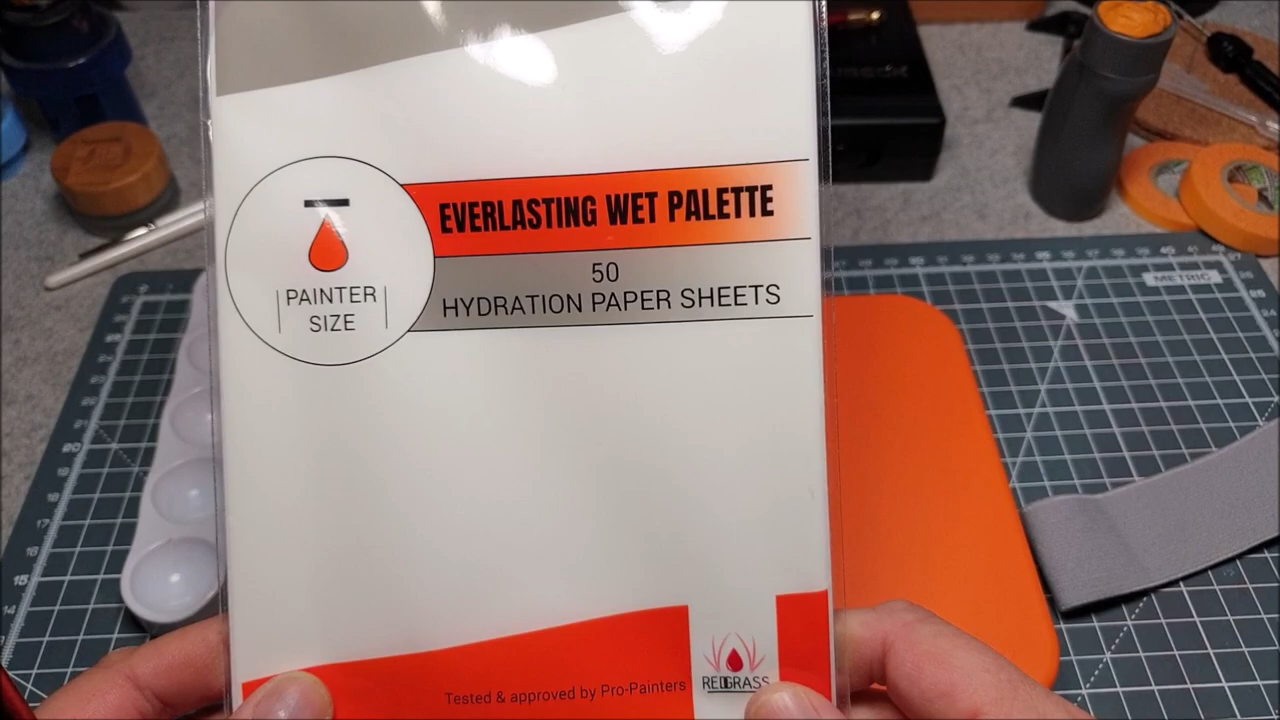 EVERLASTING WET PALETTE
50
HYDRATION PAPER SHEETS
PAINTER
SIZE
Tested & approved by Pro-Painters
REDGRASS
METRIC